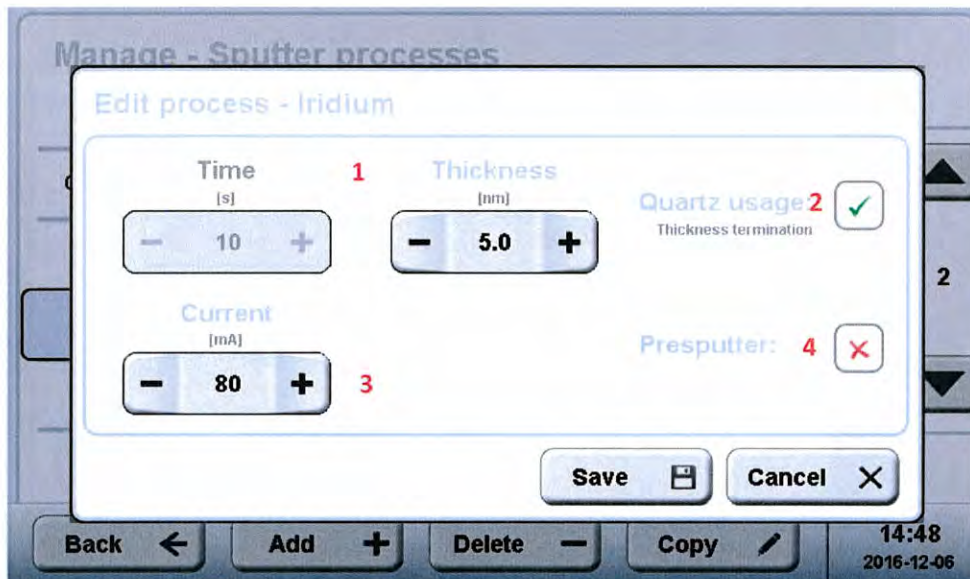 Manage - Sputter processes
Edit process - Iridium
Time 1 Thickness
[s] [nm]
Quartz usage: 2
Thickness termination
10 5.0
2
Current
[mA]
Presputter: 4
80 3
Save Cancel
Back Add Delete Copy
14:48
2016-12-06